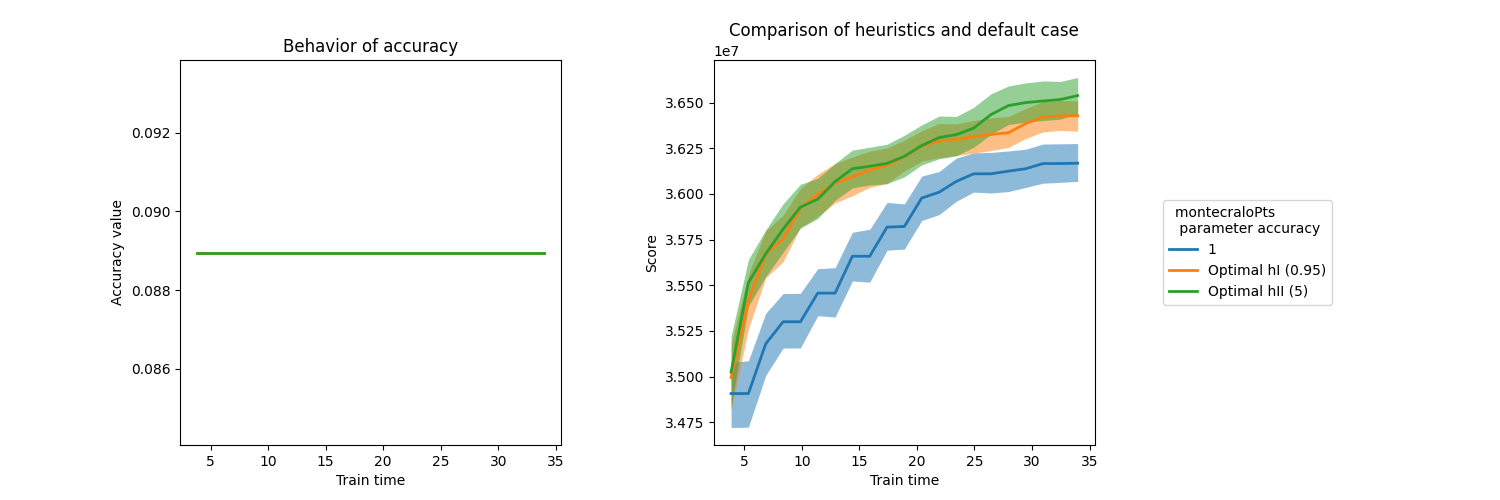 Behavior of accuracy
Accuracy value
0.092
0.090
0.088
0.086
5 10 15 20 25 30 35
Train time
Comparison of heuristics and default case
1e7
Score
3.650
3.625
3.600
3.575
3.550
3.525
3.500
3.475
5 10 15 20 25 30 35
Train time
montecraloPts
parameter accuracy
1
Optimal hI (0.95)
Optimal hII (5)